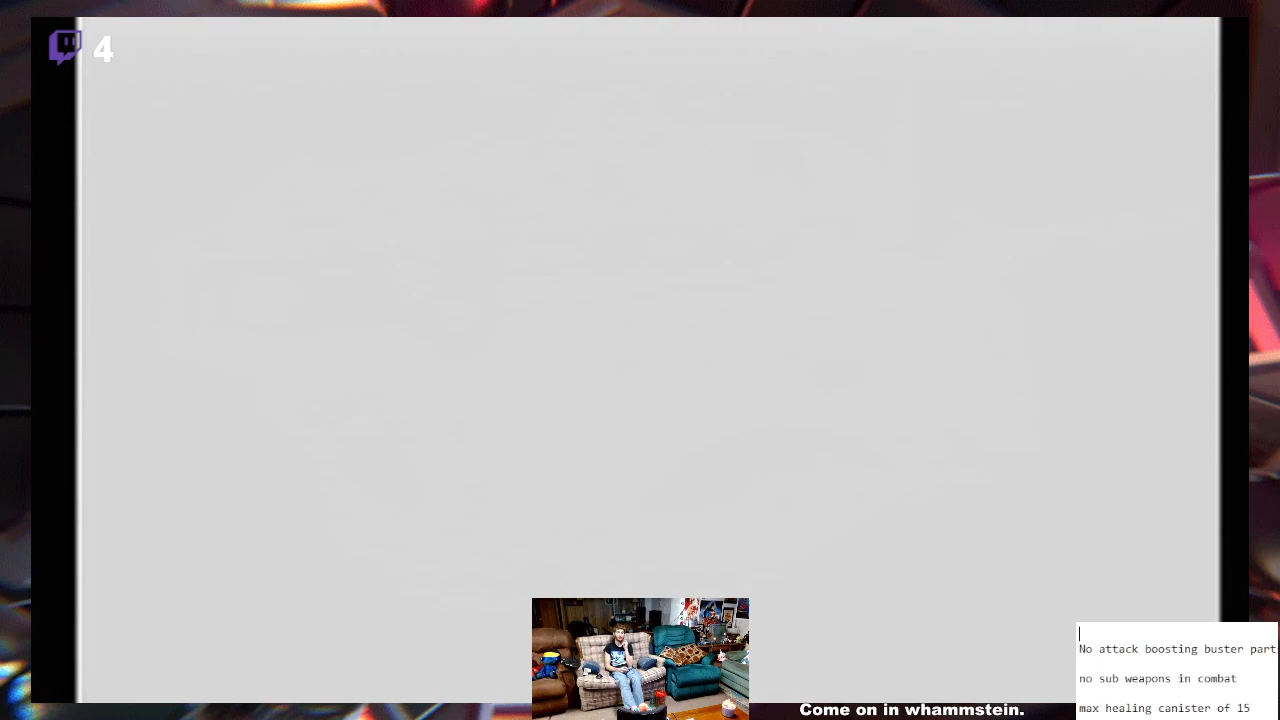 4
No attack boosting buster part
no sub weapons in combat
max healing canister of 15
Come on in whammstein.